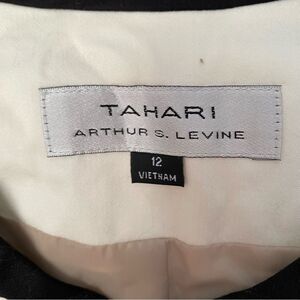 TAHARI
ARTHUR S. LEVINE
12
VIETNAM